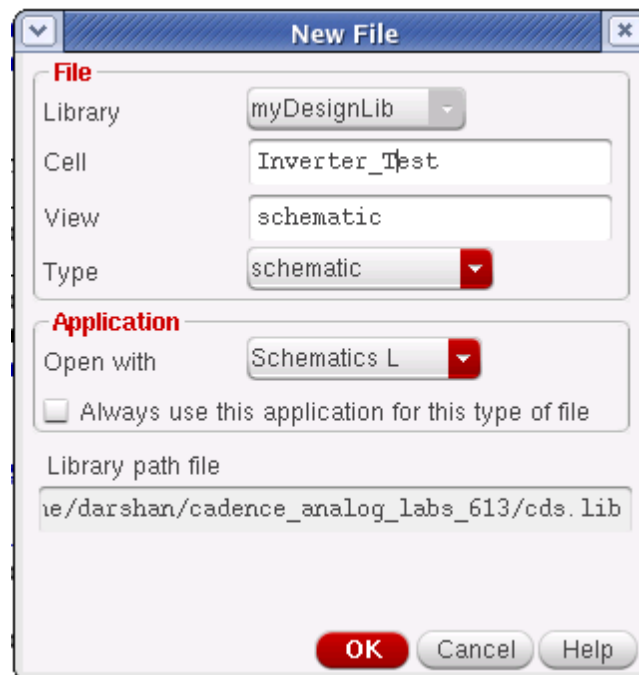 New File
File
Library myDesignLib
Cell Inverter_Test
View schematic
Type schematic
Application
Open with Schematics L
Always use this application for this type of file
Library path file
/darshan/cadence_analog_labs_613/cds.lib
OK Cancel Help